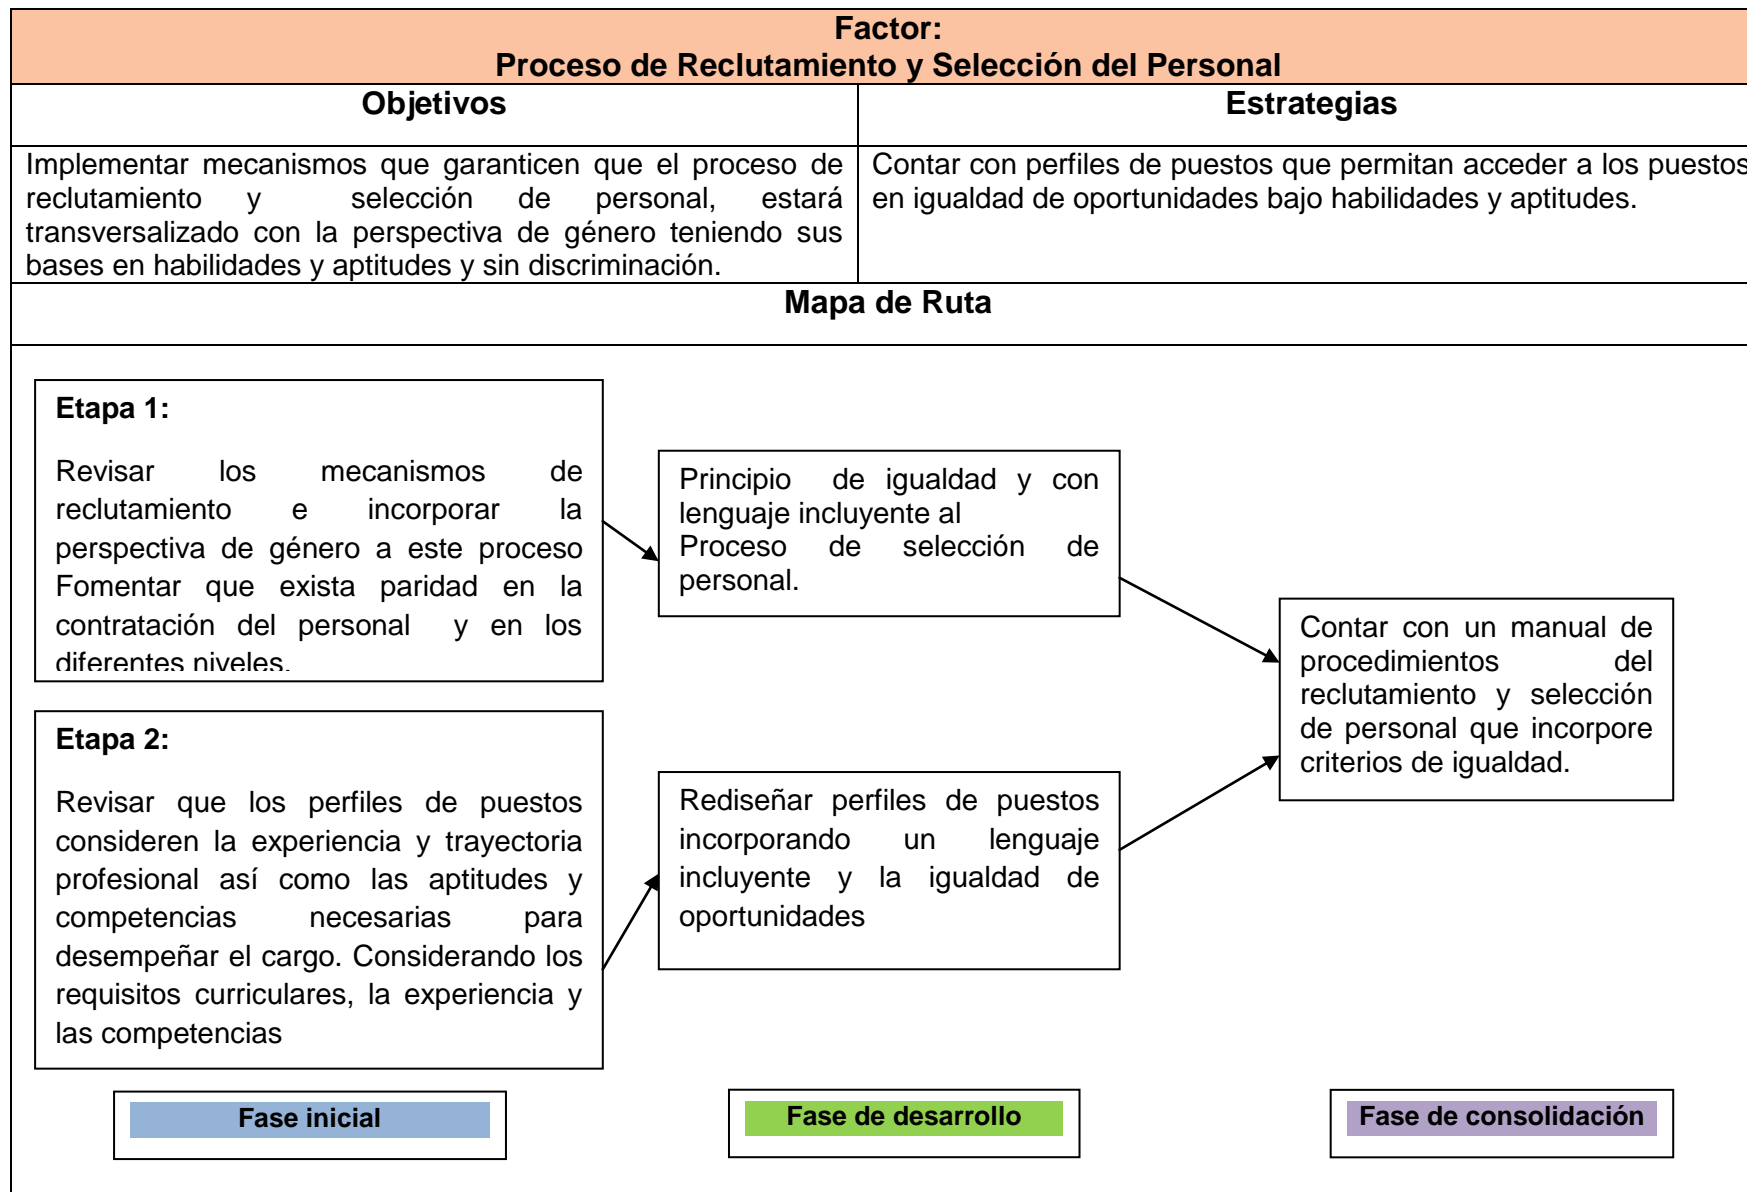 Factor:
Proceso de Reclutamiento y Selección del Personal
Objetivos
Estrategias
Implementar mecanismos que garanticen que el proceso de
reclutamiento y selección de personal, estará
transversalizado con la perspectiva de género teniendo sus
bases en habilidades y aptitudes y sin discriminación.
Contar con perfiles de puestos que permitan acceder a los puestos
en igualdad de oportunidades bajo habilidades y aptitudes.
Mapa de Ruta
Etapa 1:
Revisar los mecanismos de
reclutamiento e incorporar la
perspectiva de género a este proceso
Fomentar que exista paridad en la
contratación del personal y en los
diferentes niveles.
Principio de igualdad y con
lenguaje incluyente al
Proceso de selección de
personal.
Etapa 2:
Revisar que los perfiles de puestos
consideren la experiencia y trayectoria
profesional así como las aptitudes y
competencias necesarias para
desempeñar el cargo. Considerando los
requisitos curriculares, la experiencia y
las competencias
Rediseñar perfiles de puestos
incorporando un lenguaje
incluyente y la igualdad de
oportunidades
Contar con un manual de
procedimientos del
reclutamiento y selección
de personal que incorpore
criterios de igualdad.
Fase inicial
Fase de desarrollo
Fase de consolidación